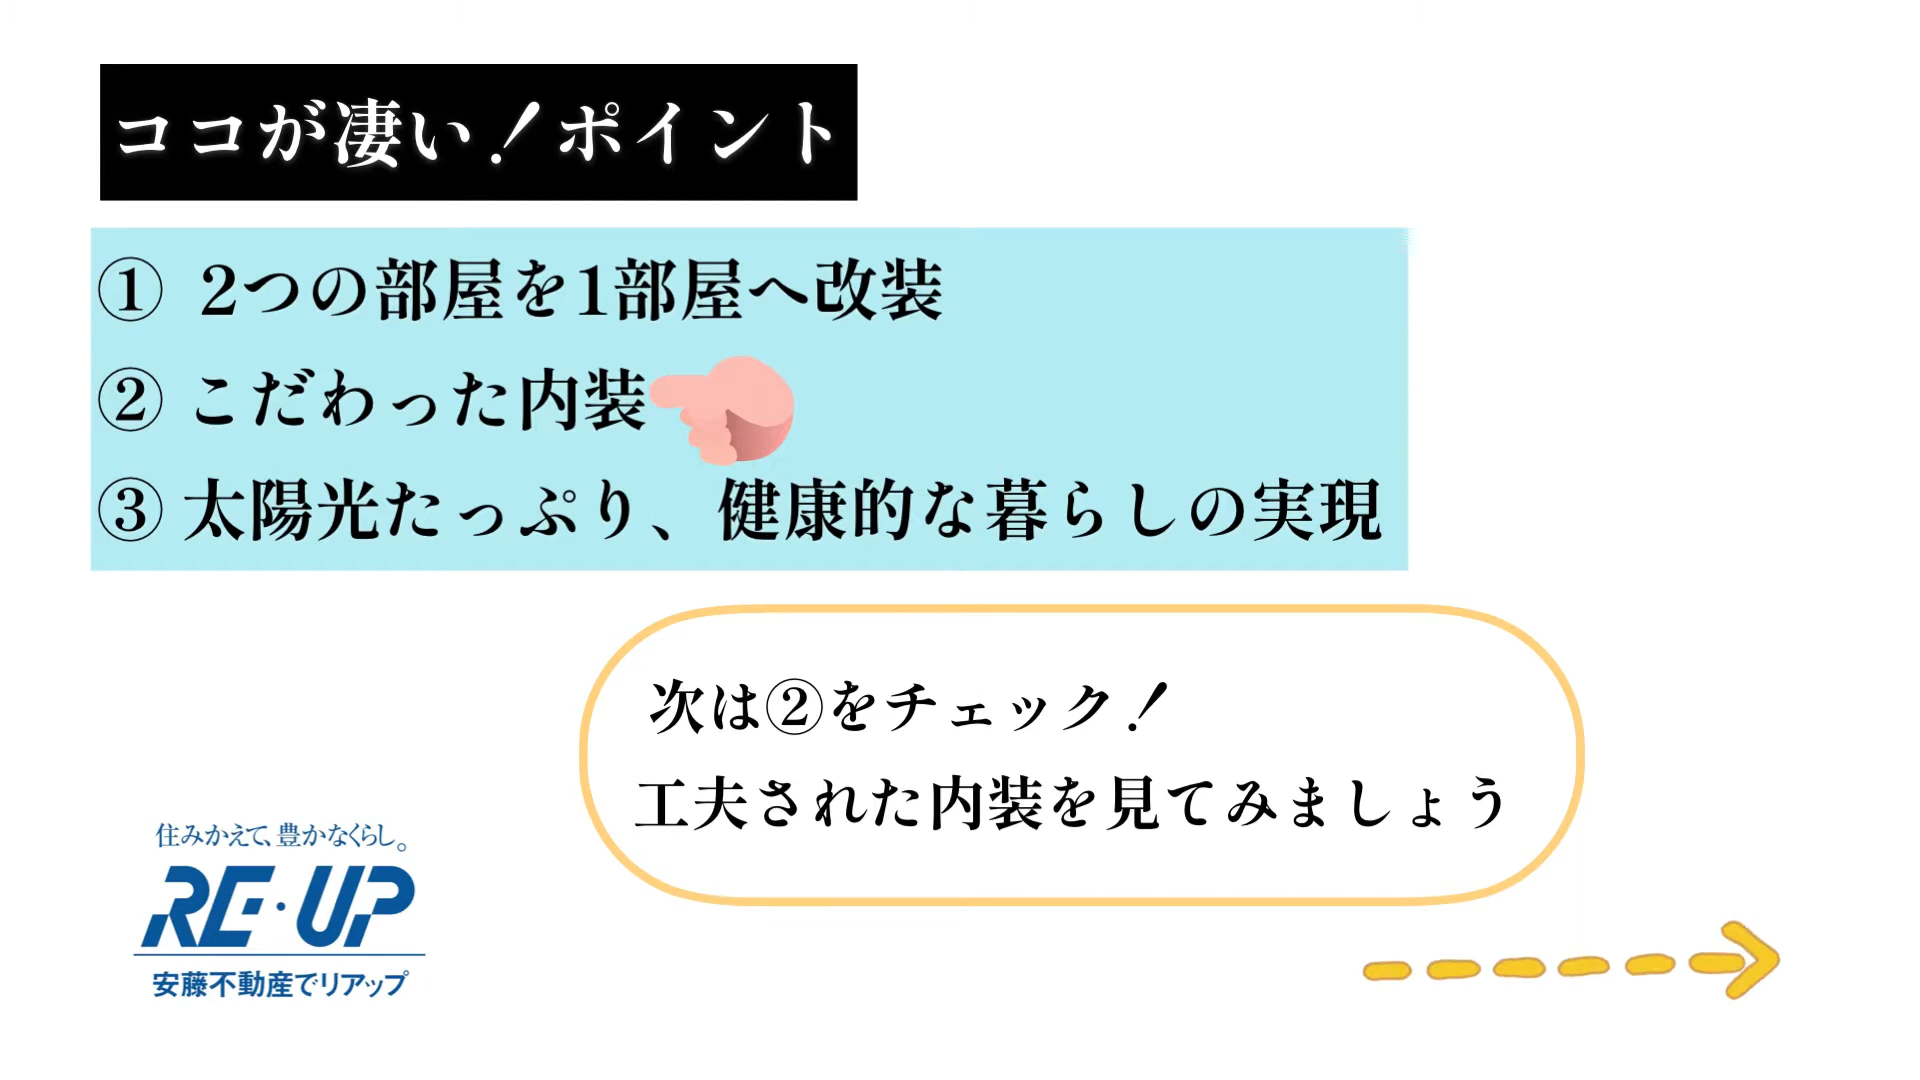 ココが凄い！ポイント
① 2つの部屋を1部屋へ改装
② こだわった内装
③ 太陽光たっぷり、健康的な暮らしの実現
次は②をチェック！
工夫された内装を見てみましょう
住みかえて、豊かなくらし。
RE・UP
安藤不動産でリアップ